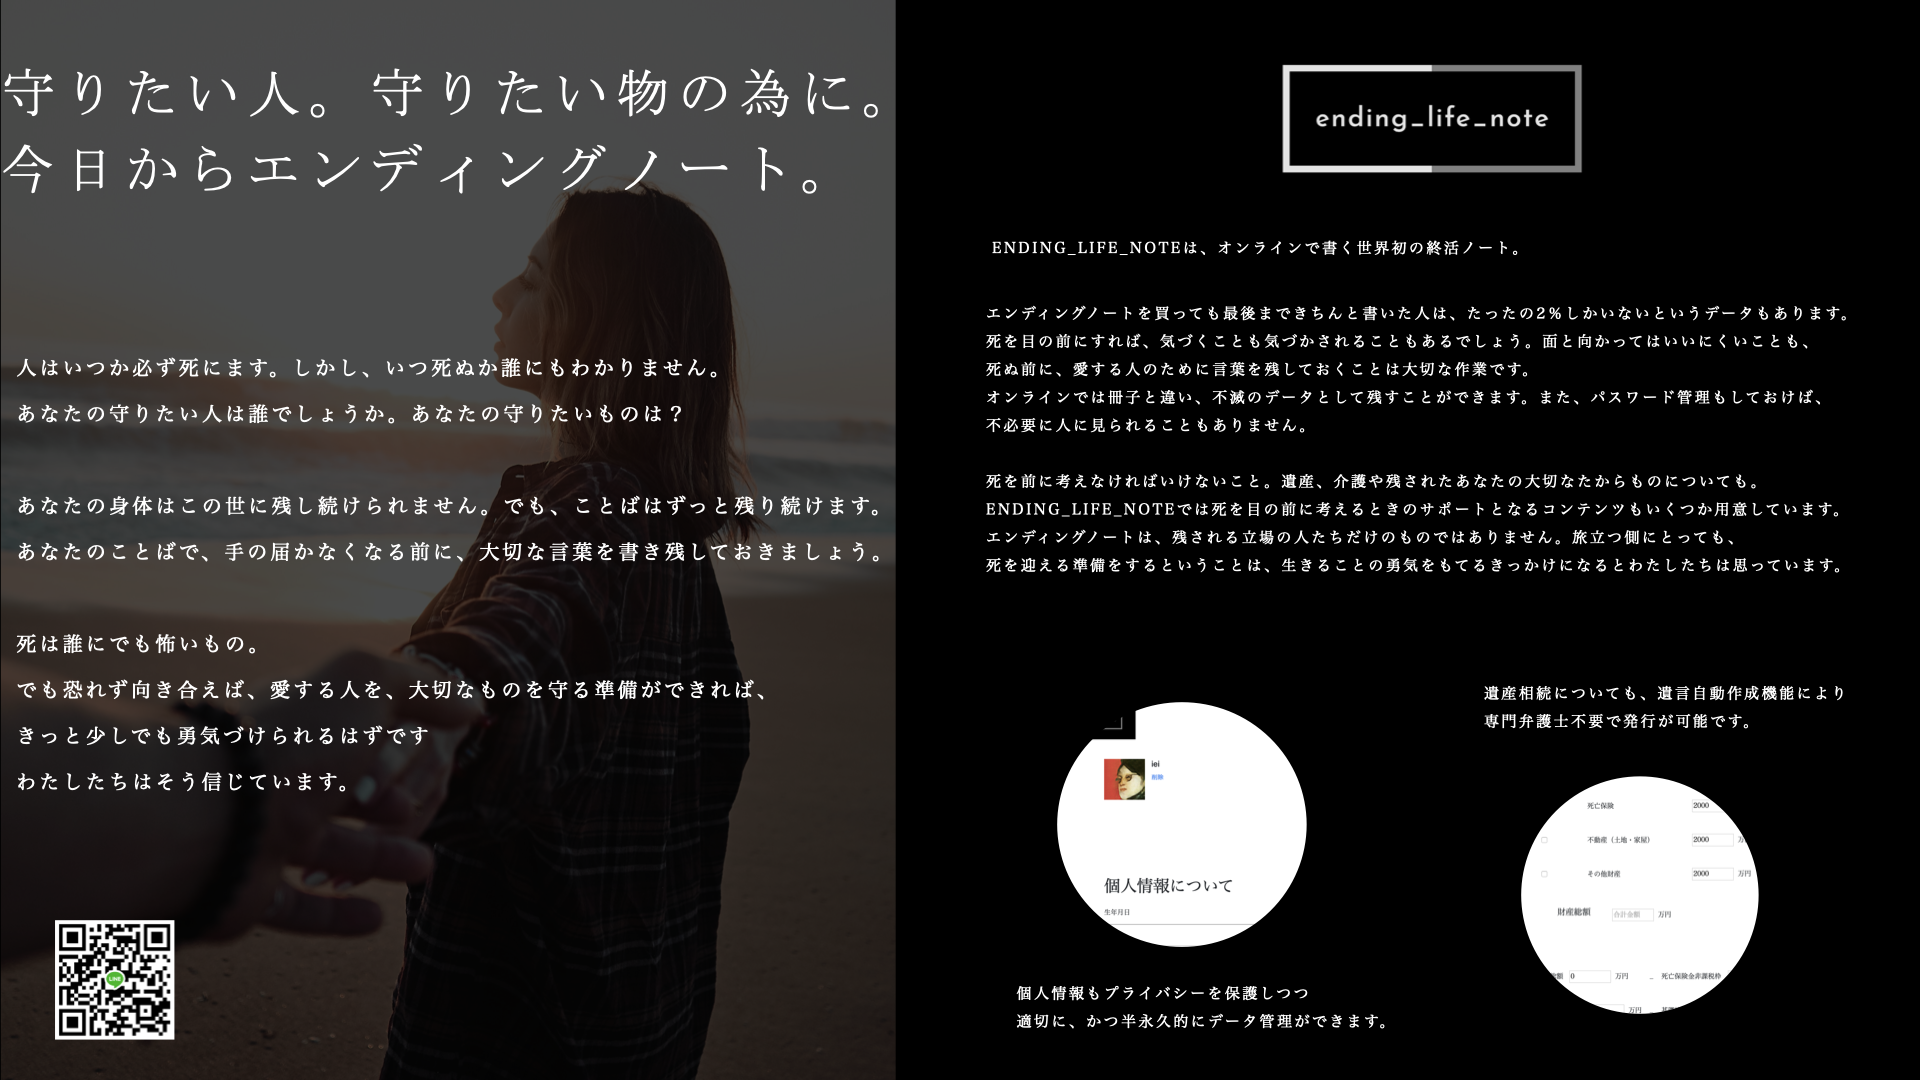 守りたい人。守りたい物の為に。
今日からエンディングノート。
人はいつか必ず死にます。しかし、いつ死ぬか誰にもわかりません。
あなたの守りたい人は誰でしょうか。あなたの守りたいものは？
あなたの身体はこの世に残し続けられません。でも、ことばはずっと残り続けます。
あなたのことばで、手の届かなくなる前に、大切な言葉を書き残しておきましょう。
死は誰にでも怖いもの。
でも恐れず向き合えば、愛する人を、大切なものを守る準備ができれば、
きっと少しでも勇気づけられるはずです
わたしたちはそう信じています。
LINE
ending_life_note
ENDING_LIFE_NOTEは、オンラインで書く世界初の終活ノート。
エンディングノートを買っても最後まできちんと書いた人は、たったの2％しかいないというデータもあります。
死を目の前にすれば、気づくことも気づかされることもあるでしょう。面と向かってはいいにくいことも、
死ぬ前に、愛する人のために言葉を残しておくことは大切な作業です。
オンラインでは冊子と違い、不滅のデータとして残すことができます。また、パスワード管理もしておけば、
不必要に人に見られることもありません。
死を前に考えなければいけないこと。遺産、介護や残されたあなたの大切なたからものについても。
ENDING_LIFE_NOTEでは死を目の前に考えるときのサポートとなるコンテンツもいくつか用意しています。
エンディングノートは、残される立場の人たちだけのものではありません。旅立つ側にとっても、
死を迎える準備をするということは、生きることの勇気をもてるきっかけになるとわたしたちは思っています。
iei
削除
個人情報について
生年月日
個人情報もプライバシーを保護しつつ
適切に、かつ半永久的にデータ管理ができます。
遺産相続についても、遺言自動作成機能により
専門弁護士不要で発行が可能です。
死亡保険 2000
不動産（土地・家屋） 2000 万
その他財産 2000 万円
財産総額 合計金額 万円
額 0 万円 － 死亡保険金非課税枠
万円